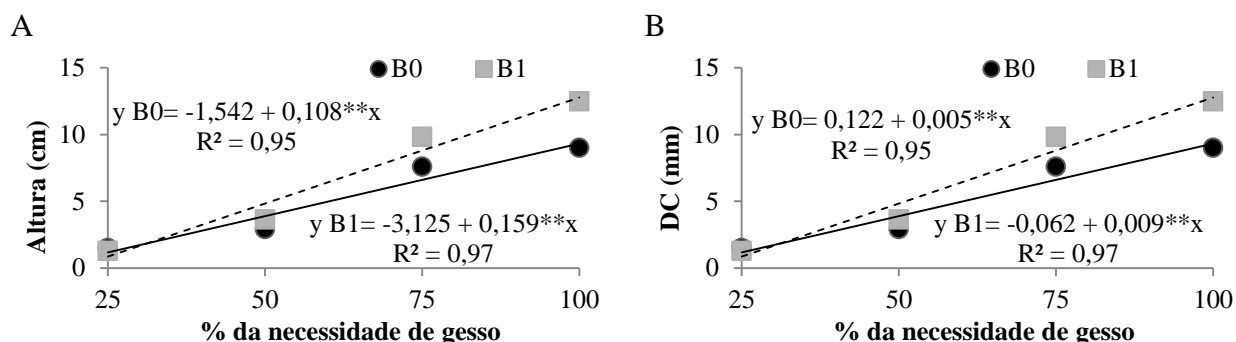 A
Altura (cm)
15
10
5
0
B0 B1
y B0= -1,542 + 0,108**x
R² = 0,95
y B1= -3,125 + 0,159**x
R² = 0,97
25 50 75 100
% da necessidade de gesso
B
DC (mm)
15
10
5
0
B0 B1
y B0= 0,122 + 0,005**x
R² = 0,95
y B1= -0,062 + 0,009**x
R² = 0,97
25 50 75 100
% da necessidade de gesso